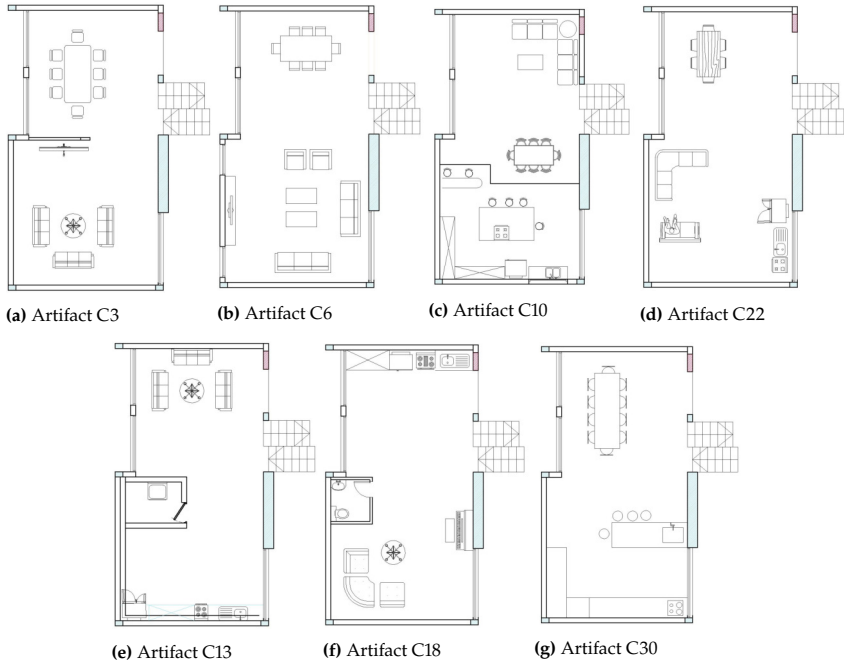 (a) Artifact C3
(b) Artifact C6
(c) Artifact C10
(d) Artifact C22
(e) Artifact C13
(f) Artifact C18
(g) Artifact C30